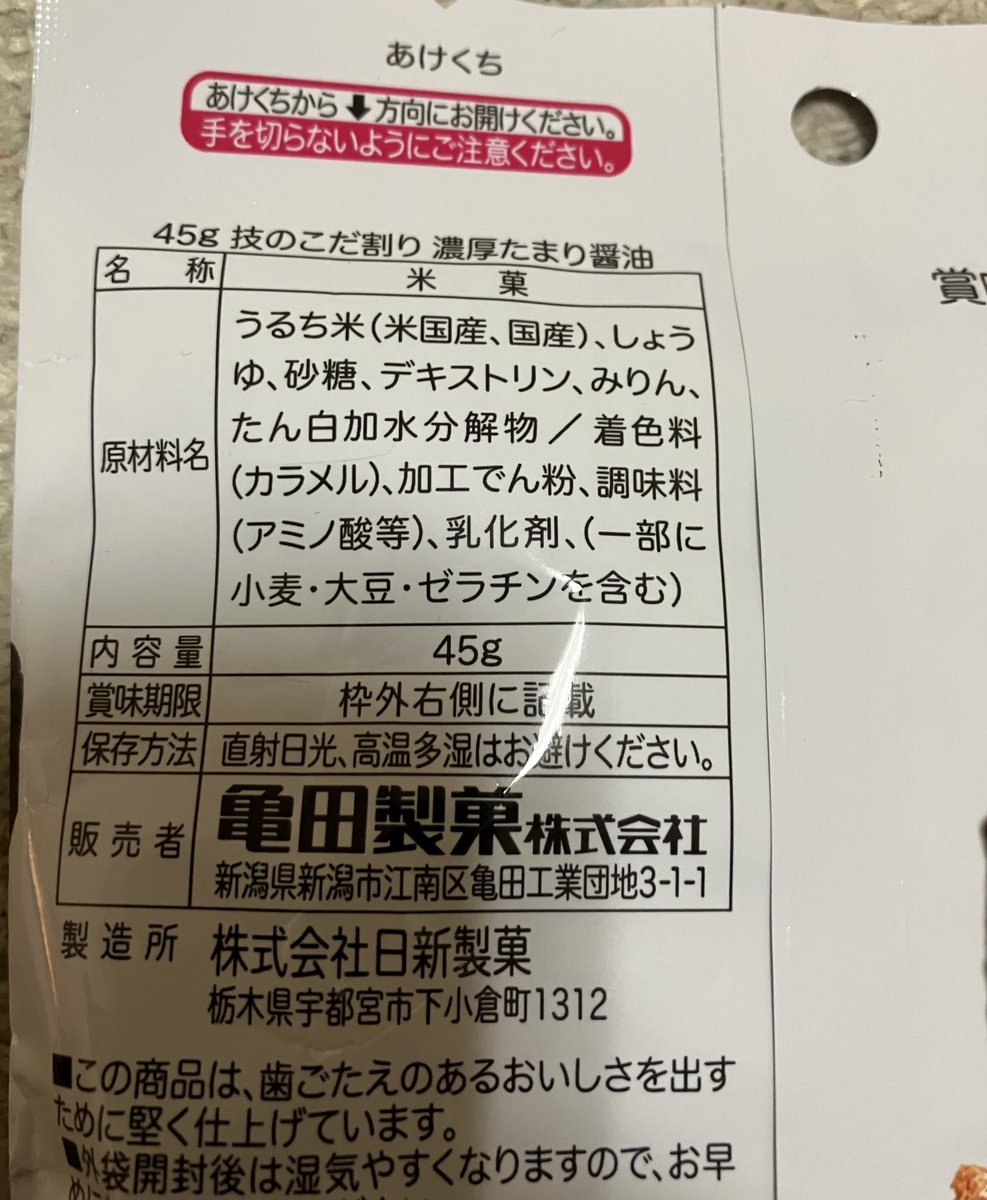 あけくち
あけくちから⬇方向にお開けください。
手を切らないようにご注意ください。
45g 技のこだ割り 濃厚たまり醤油
名称 米菓
原材料名 うるち米(米国産、国産)、しょう
ゆ、砂糖、デキストリン、みりん、
たん白加水分解物／着色料
(カラメル)、加工でん粉、調味料
(アミノ酸等)、乳化剤、(一部に
小麦・大豆・ゼラチンを含む)
内容量 45g
賞味期限 枠外右側に記載
保存方法 直射日光、高温多湿はお避けください。
販売者 亀田製菓株式会社
新潟県新潟市江南区亀田工業団地3-1-1
製造所 株式会社日新製菓
栃木県宇都宮市下小倉町1312
■この商品は、歯ごたえのあるおいしさを出す
ために堅く仕上げています。
■外袋開封後は湿気やすくなりますので、お早
賞